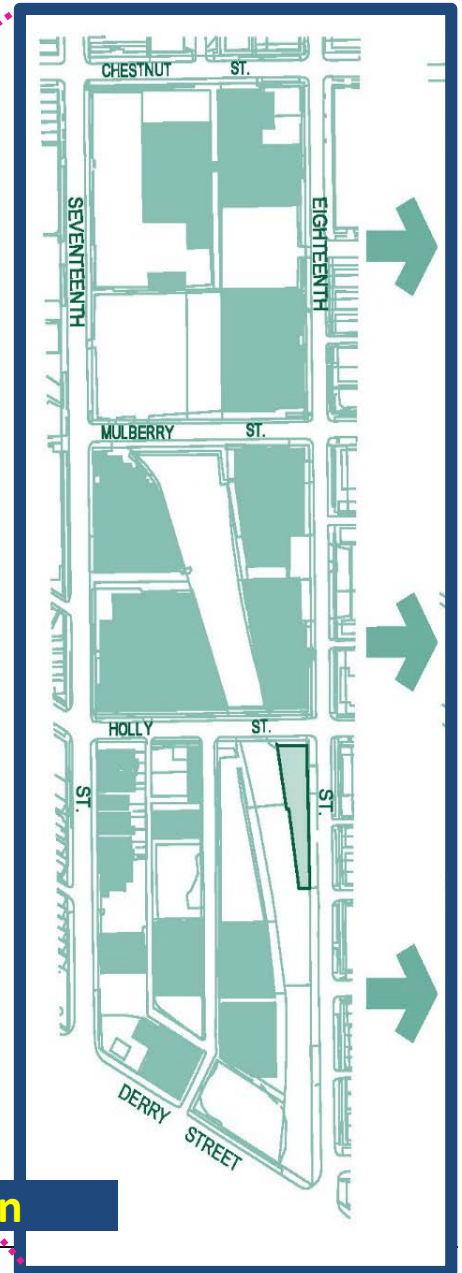 CHESTNUT ST.
SEVENTEENTH
EIGHTEENTH
MULBERRY ST.
HOLLY ST.
ST.
ST.
DERRY
STREET
n